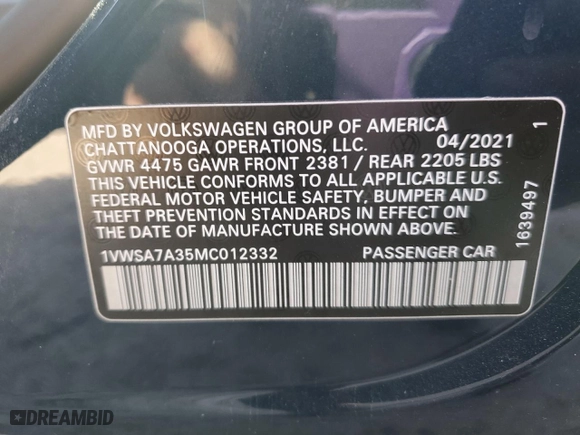 MFD BY VOLKSWAGEN GROUP OF AMERICA
CHATTANOOGA OPERATIONS, LLC. 04/2021 1
GVWR 4475 GAWR FRONT 2381 / REAR 2205 LBS
THIS VEHICLE CONFORMS TO ALL APPLICABLE U.S.
FEDERAL MOTOR VEHICLE SAFETY, BUMPER AND
THEFT PREVENTION STANDARDS IN EFFECT ON
THE DATE OF MANUFACTURE SHOWN ABOVE.
1639497
1VWSA7A35MC012332 PASSENGER CAR
DREAMBID